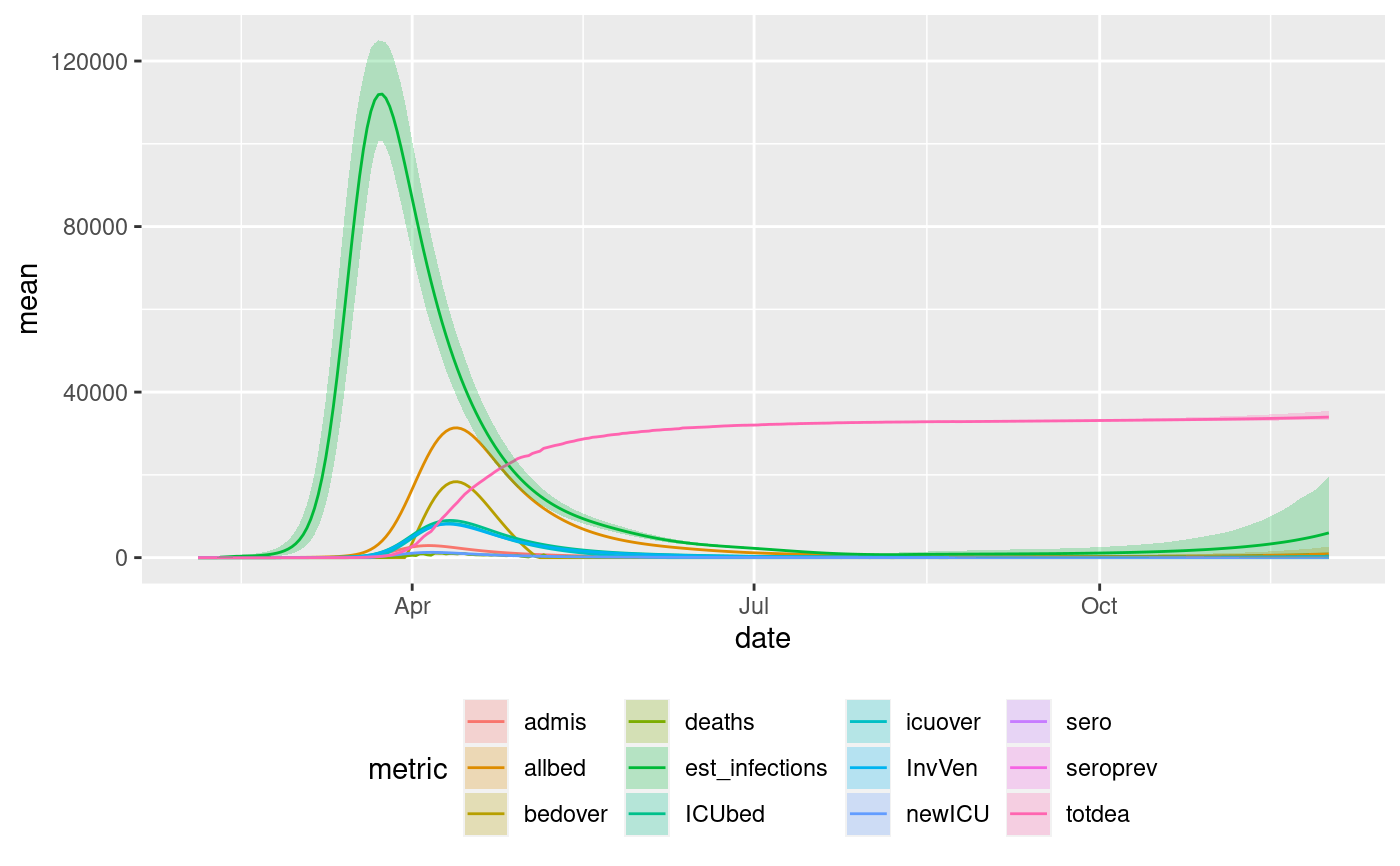 mean
120000
80000
40000
0
Apr Jul Oct
date
metric
admis deaths icuover sero
allbed est_infections InvVen seroprev
bedover ICUbed newICU totdea